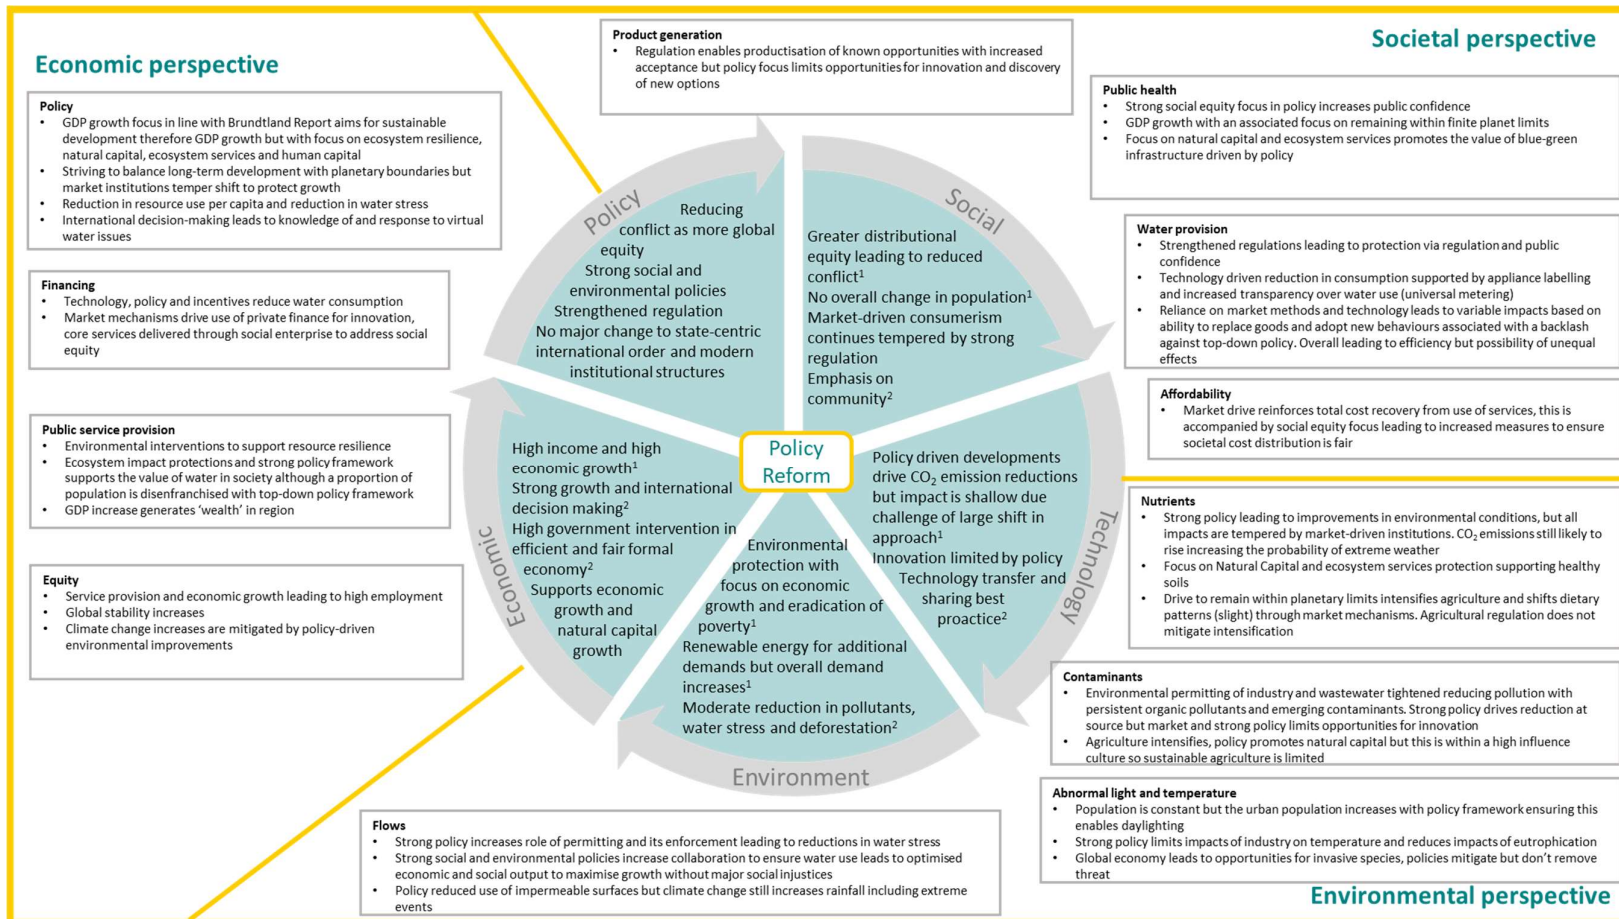 Economic perspective
Policy
• GDP growth focus in line with Brundtland Report aims for sustainable
development therefore GDP growth but with focus on ecosystem resilience,
natural capital, ecosystem services and human capital
• Striving to balance long-term development with planetary boundaries but
market institutions temper shift to protect growth
• Reduction in resource use per capita and reduction in water stress
• International decision-making leads to knowledge of and response to virtual
water issues
Financing
• Technology, policy and incentives reduce water consumption
• Market mechanisms drive use of private finance for innovation,
core services delivered through social enterprise to address social
equity
Public service provision
• Environmental interventions to support resource resilience
• Ecosystem impact protections and strong policy framework
supports the value of water in society although a proportion of
population is disenfranchised with top-down policy framework
• GDP increase generates ‘wealth’ in region
Equity
• Service provision and economic growth leading to high employment
• Global stability increases
• Climate change increases are mitigated by policy-driven
environmental improvements
Product generation
• Regulation enables productisation of known opportunities with increased
acceptance but policy focus limits opportunities for innovation and discovery
of new options
Societal perspective
Public health
• Strong social equity focus in policy increases public confidence
• GDP growth with an associated focus on remaining within finite planet limits
• Focus on natural capital and ecosystem services promotes the value of blue-green
infrastructure driven by policy
Water provision
• Strengthened regulations leading to protection via regulation and public
confidence
• Technology driven reduction in consumption supported by appliance labelling
and increased transparency over water use (universal metering)
• Reliance on market methods and technology leads to variable impacts based on
ability to replace goods and adopt new behaviours associated with a backlash
against top-down policy. Overall leading to efficiency but possibility of unequal
effects
Affordability
• Market drive reinforces total cost recovery from use of services, this is
accompanied by social equity focus leading to increased measures to ensure
societal cost distribution is fair
Policy
Reducing
conflict as more global
equity
Strong social and
environmental policies
Strengthened regulation
No major change to state-centric
international order and modern
institutional structures
Social
Greater distributional
equity leading to reduced
conflict¹
No overall change in population¹
Market-driven consumerism
continues tempered by strong
regulation
Emphasis on
community²
Policy
Reform
Economic
High income and high
economic growth¹
Strong growth and international
decision making²
High government intervention in
efficient and fair formal
economy²
Supports economic
growth and
natural capital
growth
Technology
Policy driven developments
drive CO₂ emission reductions
but impact is shallow due
challenge of large shift in
approach¹
Innovation limited by policy
Technology transfer and
sharing best
proactice²
Environmental
protection with
focus on economic
growth and eradication of
poverty¹
Renewable energy for additional
demands but overall demand
increases¹
Moderate reduction in pollutants,
water stress and deforestation²
Environment
Nutrients
• Strong policy leading to improvements in environmental conditions, but all
impacts are tempered by market-driven institutions. CO₂ emissions still likely to
rise increasing the probability of extreme weather
• Focus on Natural Capital and ecosystem services protection supporting healthy
soils
• Drive to remain within planetary limits intensifies agriculture and shifts dietary
patterns (slight) through market mechanisms. Agricultural regulation does not
mitigate intensification
Contaminants
• Environmental permitting of industry and wastewater tightened reducing pollution with
persistent organic pollutants and emerging contaminants. Strong policy drives reduction at
source but market and strong policy limits opportunities for innovation
• Agriculture intensifies, policy promotes natural capital but this is within a high influence
culture so sustainable agriculture is limited
Abnormal light and temperature
• Population is constant but the urban population increases with policy framework ensuring this
enables daylighting
• Strong policy limits impacts of industry on temperature and reduces impacts of eutrophication
• Global economy leads to opportunities for invasive species, policies mitigate but don’t remove
threat
Flows
• Strong policy increases role of permitting and its enforcement leading to reductions in water stress
• Strong social and environmental policies increase collaboration to ensure water use leads to optimised
economic and social output to maximise growth without major social injustices
• Policy reduced use of impermeable surfaces but climate change still increases rainfall including extreme
events
Environmental perspective